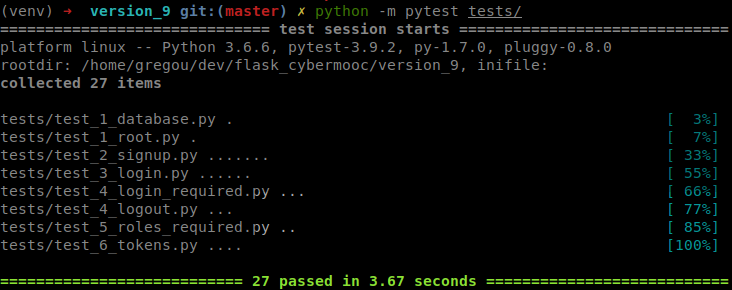 (venv) ➜  version_9 git:(master) ✗ python -m pytest tests/
============================= test session starts =============================
platform linux -- Python 3.6.6, pytest-3.9.2, py-1.7.0, pluggy-0.8.0
rootdir: /home/gregou/dev/flask_cybermooc/version_9, inifile:
collected 27 items
tests/test_1_database.py . [  3%]
tests/test_1_root.py . [  7%]
tests/test_2_signup.py ....... [ 33%]
tests/test_3_login.py ...... [ 55%]
tests/test_4_login_required.py ... [ 66%]
tests/test_4_logout.py ... [ 77%]
tests/test_5_roles_required.py .. [ 85%]
tests/test_6_tokens.py .... [100%]
========================== 27 passed in 3.67 seconds ==========================